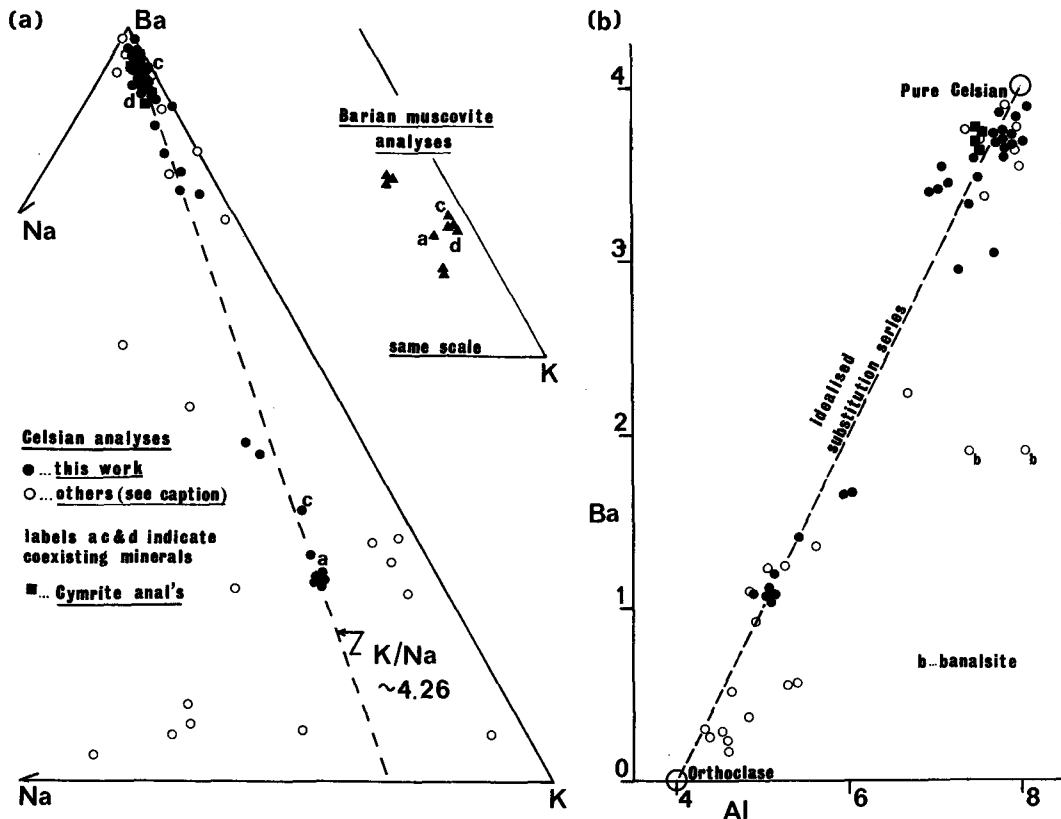 (a)
Ba
c
d
Na
Barian muscovite
analyses
c
a
d
same scale
K
Celsian analyses
● ... this work
○ ... others (see caption)
labels a c & d indicate
coexisting minerals
■ ... Cymrite anal's
c
a
K/Na
~4.26
Na
K
(b)
4
Pure Celsian
3
idealised
substitution series
2
b
b
Ba
1
b...banalsite
0
Orthoclase
4
6
8
Al